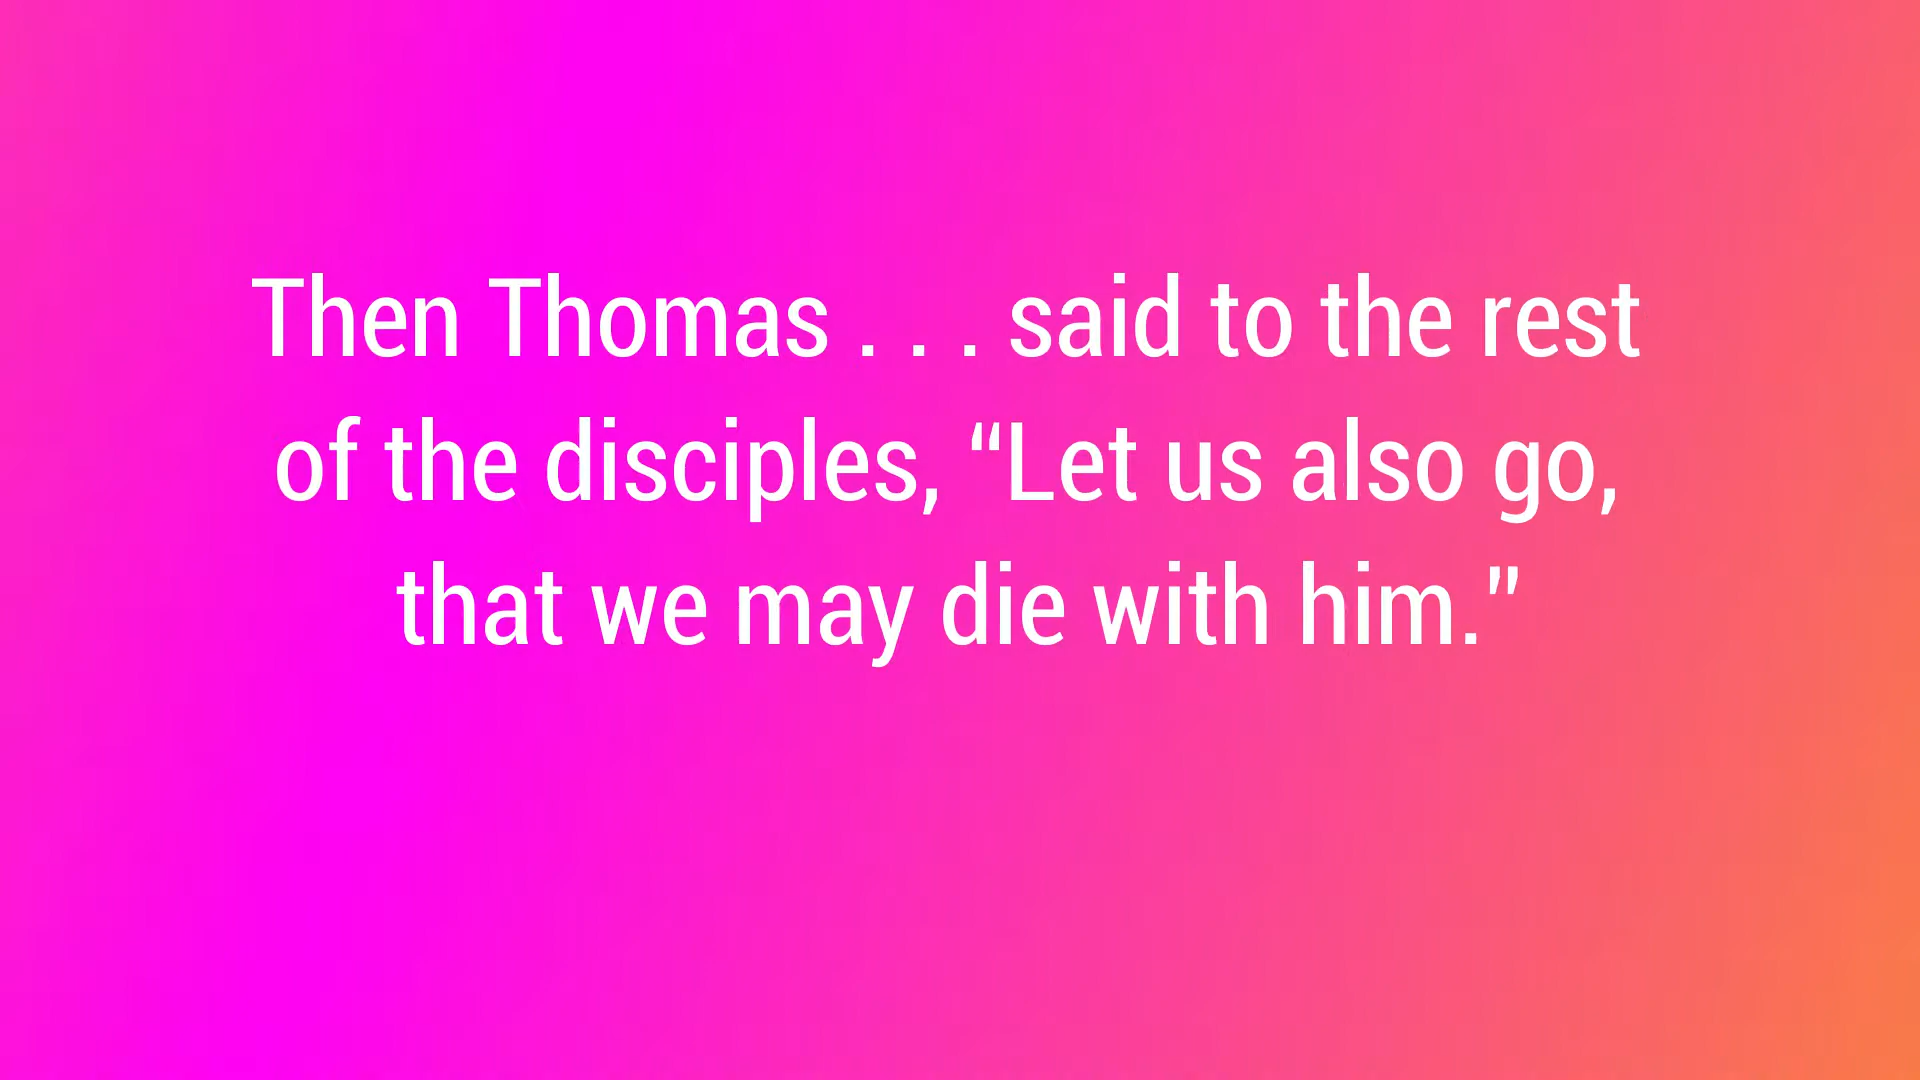 Then Thomas . . . said to the rest
of the disciples, “Let us also go,
that we may die with him.”